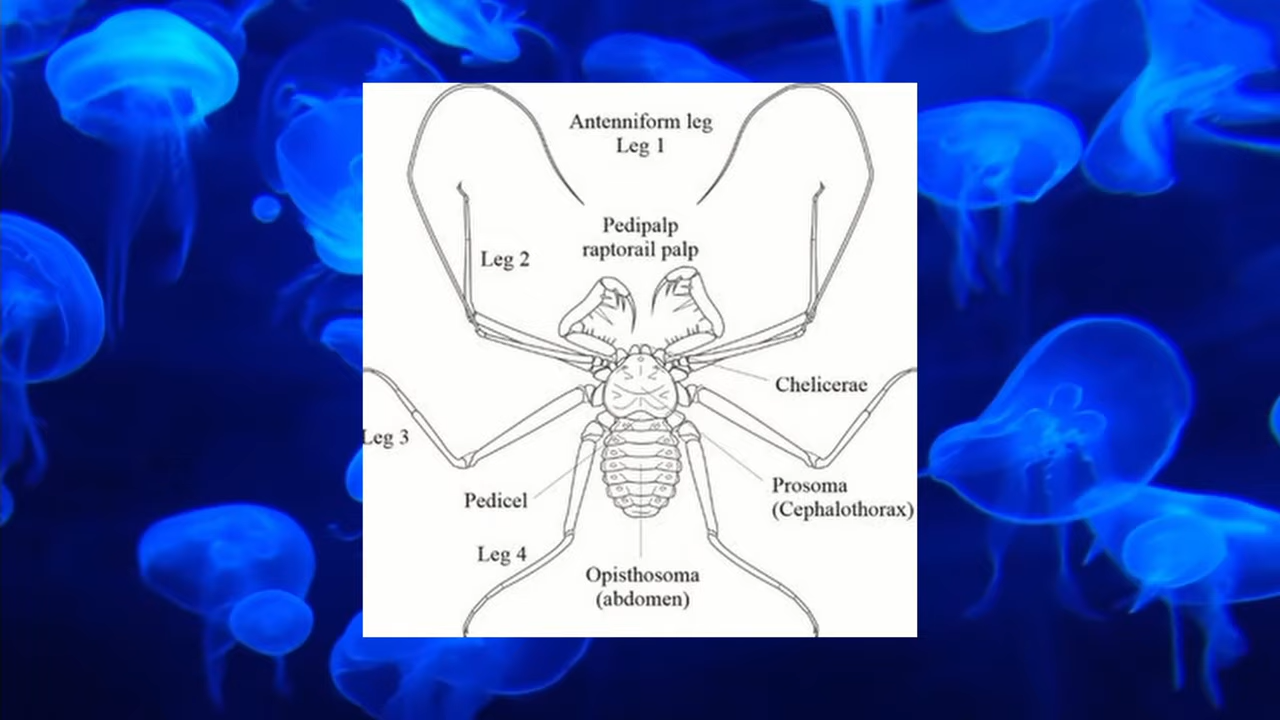 Antenniform leg
Leg 1
Pedipalp
raptorail palp
Leg 2
Chelicerae
Leg 3
Pedicel
Prosoma
(Cephalothorax)
Leg 4
Opisthosoma
(abdomen)